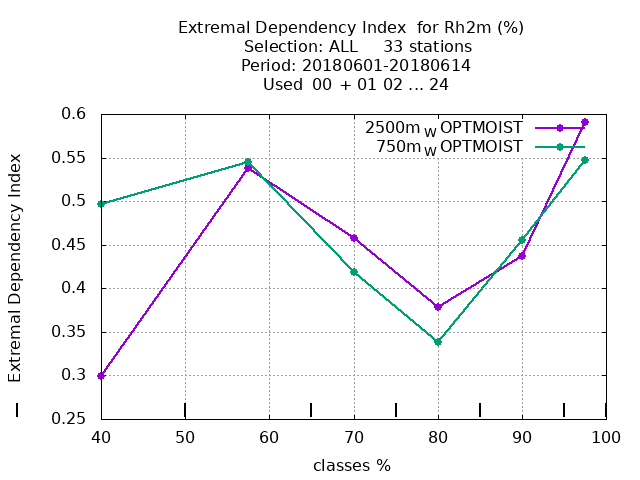 Extremal Dependency Index  for Rh2m (%)
Selection: ALL     33 stations
Period: 20180601-20180614
Used  00 + 01 02 ... 24
2500m W OPTMOIST
750m W OPTMOIST
Extremal Dependency Index
0.6
0.55
0.5
0.45
0.4
0.35
0.3
0.25
40 50 60 70 80 90 100
classes %